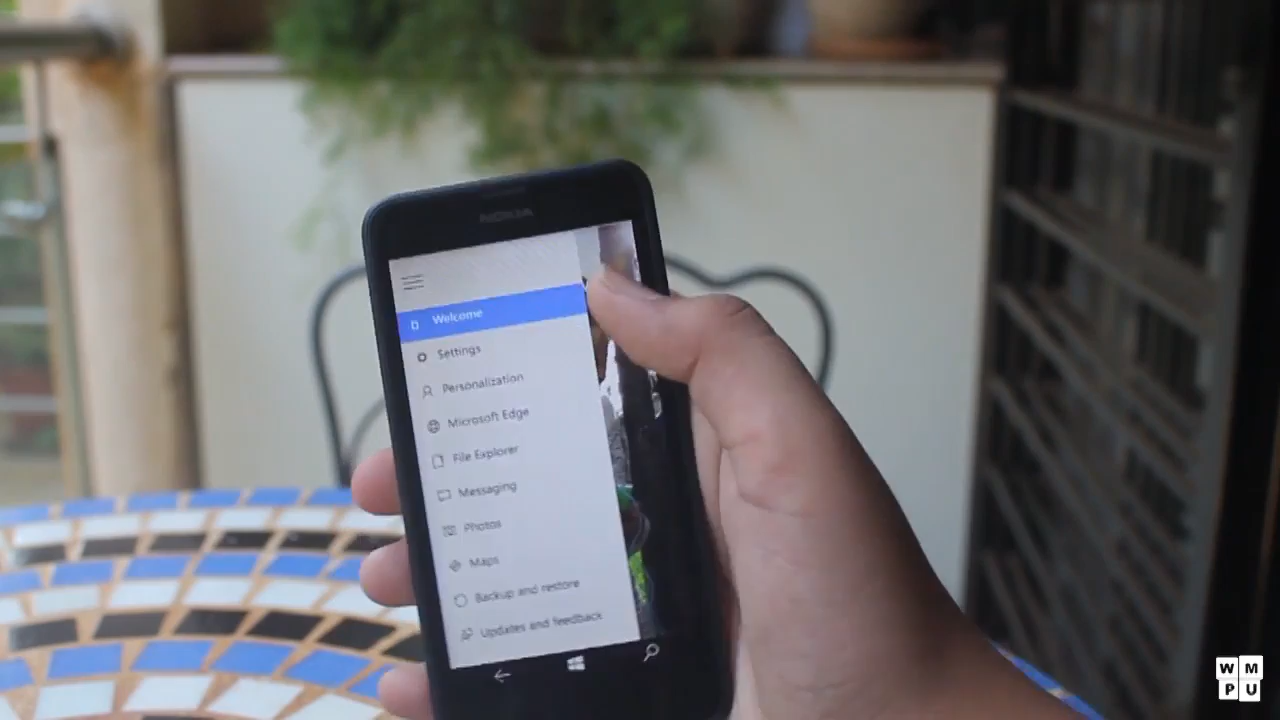 NOKIA
Welcome
Settings
Personalization
Microsoft Edge
File Explorer
Messaging
Photos
Maps
Backup and restore
Updates and feedback
W M
P U